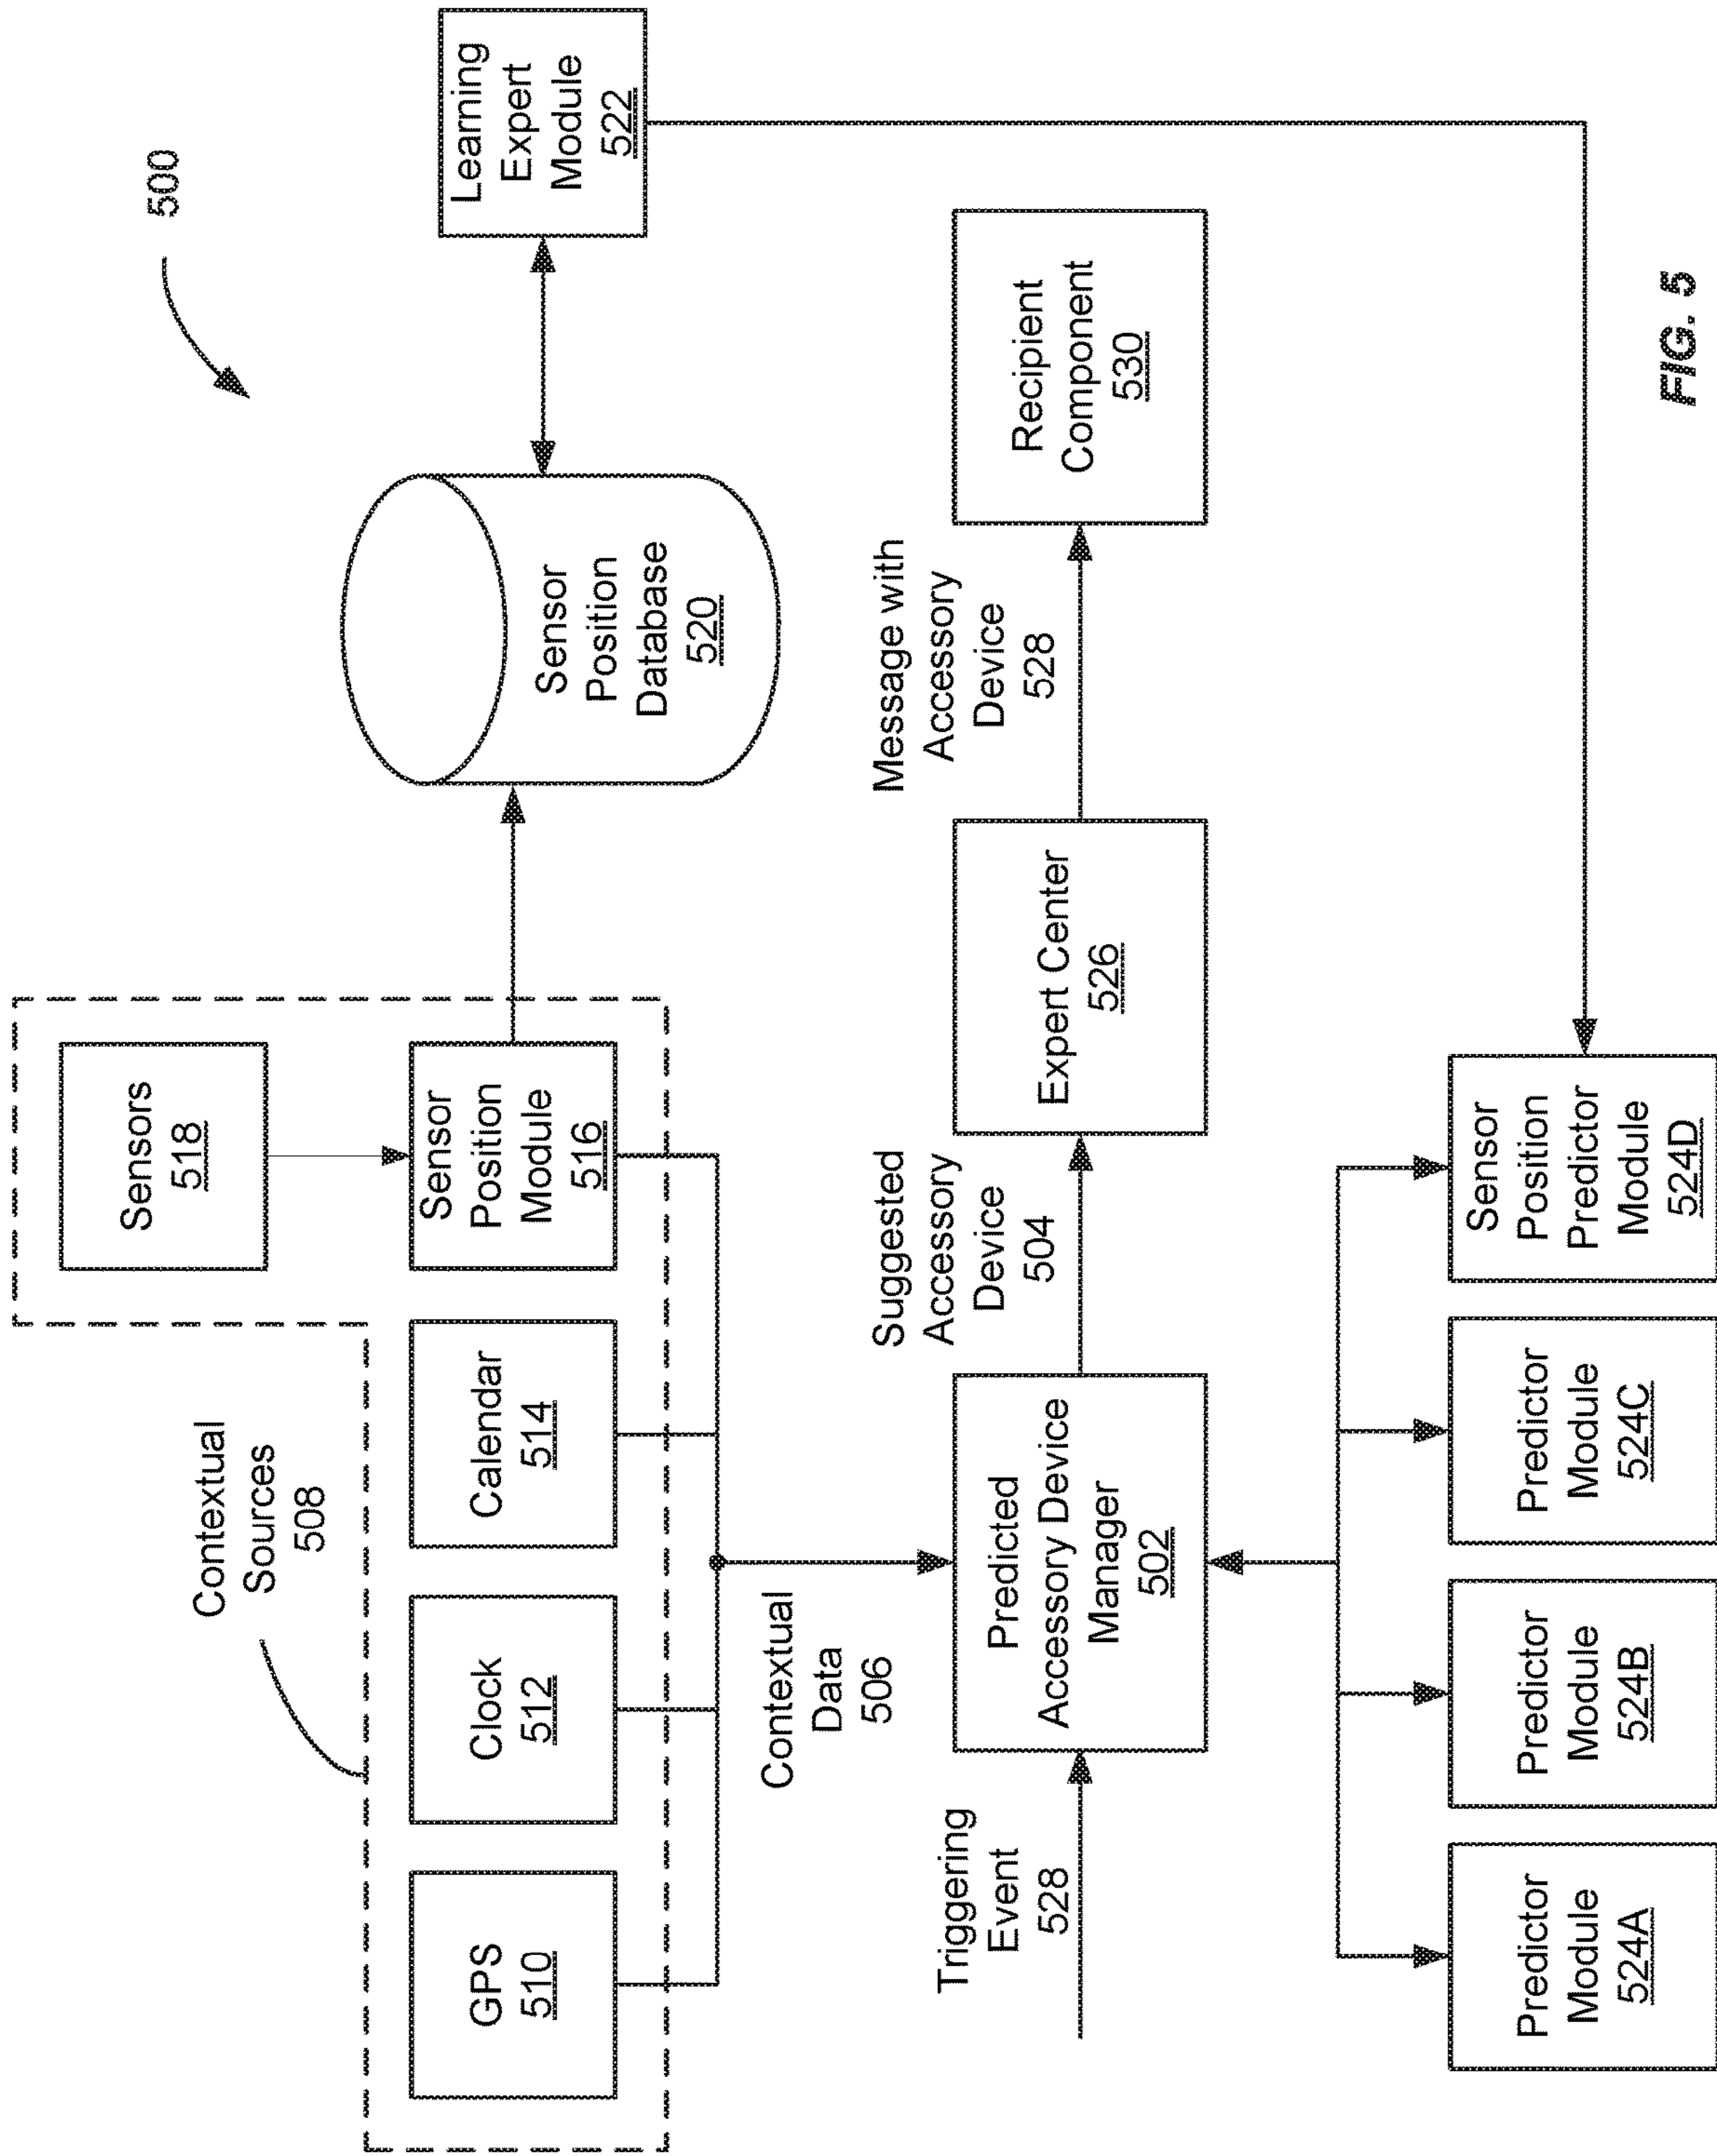 500
Contextual
Sources
508
Sensors
518
GPS
510
Clock
512
Calendar
514
Sensor
Position
Module
516
Sensor
Position
Database
520
Learning
Expert
Module
522
Contextual
Data
506
Triggering
Event
528
Predicted
Accessory Device
Manager
502
Suggested
Accessory
Device
504
Expert Center
526
Message with
Accessory
Device
528
Recipient
Component
530
Predictor
Module
524A
Predictor
Module
524B
Predictor
Module
524C
Sensor
Position
Predictor
Module
524D
FIG. 5